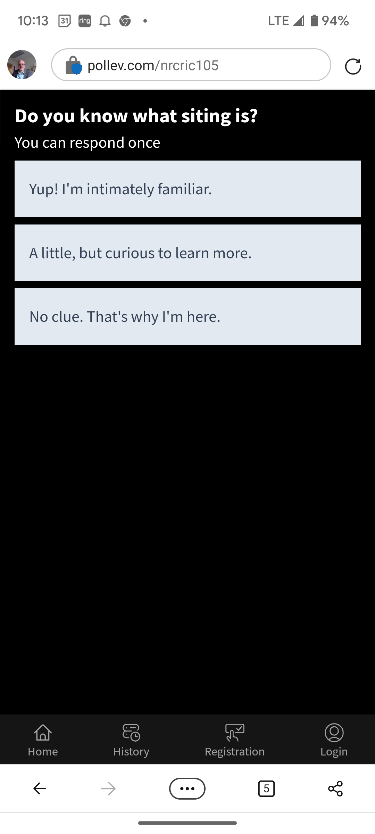 10:13 31 ring LTE 94%
pollev.com/nrcric105
Do you know what siting is?
You can respond once
Yup! I'm intimately familiar.
A little, but curious to learn more.
No clue. That's why I'm here.
Home History Registration Login
5